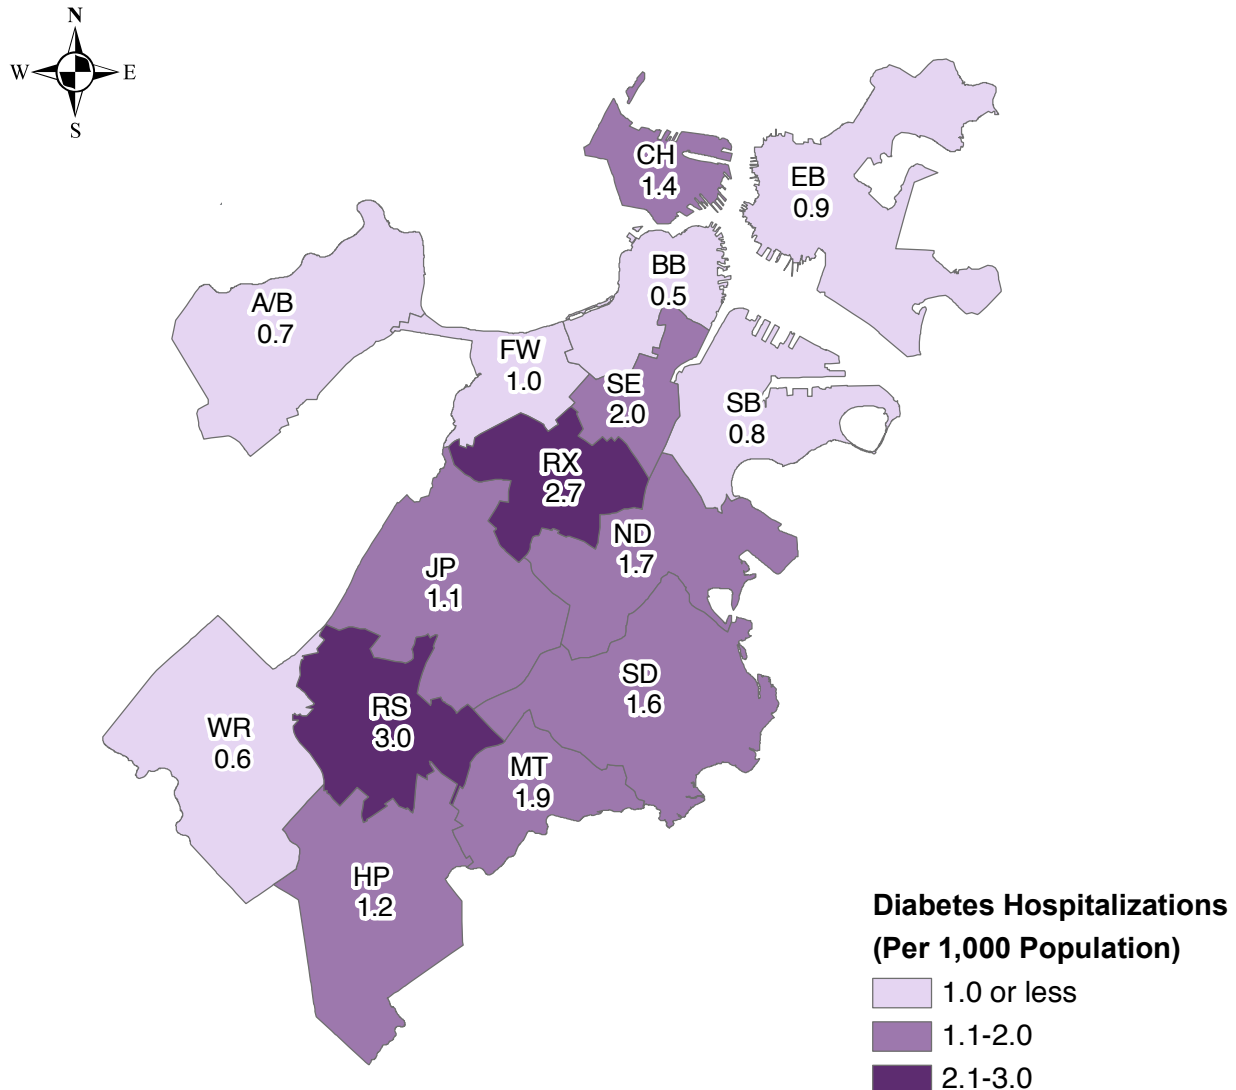 N
W E
S
CH
1.4
EB
0.9
BB
0.5
A/B
0.7
FW
1.0
SE
2.0
SB
0.8
RX
2.7
ND
1.7
JP
1.1
SD
1.6
RS
3.0
WR
0.6
MT
1.9
HP
1.2
Diabetes Hospitalizations
(Per 1,000 Population)
1.0 or less
1.1-2.0
2.1-3.0